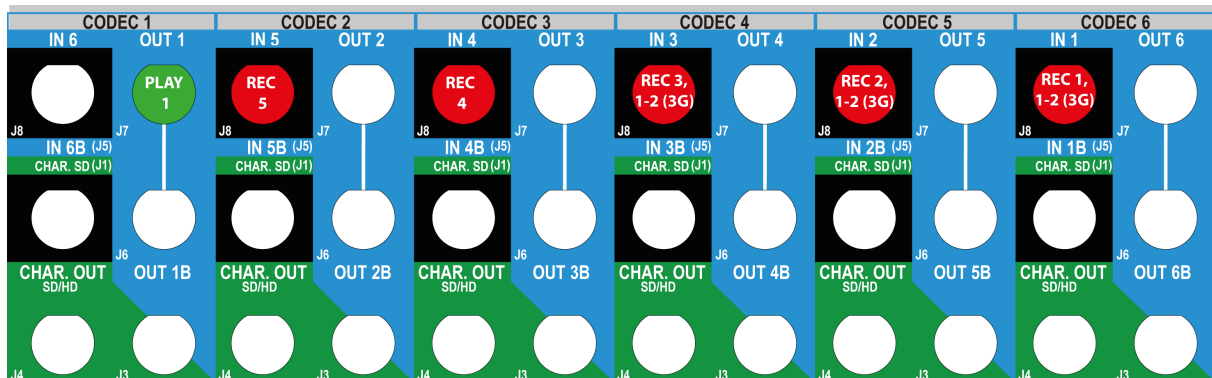 CODEC 1 CODEC 2 CODEC 3 CODEC 4 CODEC 5 CODEC 6
IN 6 OUT 1 IN 5 OUT 2 IN 4 OUT 3 IN 3 OUT 4 IN 2 OUT 5 IN 1 OUT 6
PLAY REC REC REC 3, REC 2, REC 1,
1 5 4 1-2 (3G) 1-2 (3G) 1-2 (3G)
J8 J7 J8 J7 J8 J7 J8 J7 J8 J7 J8 J7
IN 6B (J5) IN 5B (J5) IN 4B (J5) IN 3B (J5) IN 2B (J5) IN 1B (J5)
CHAR. SD (J1) CHAR. SD (J1) CHAR. SD (J1) CHAR. SD (J1) CHAR. SD (J1) CHAR. SD (J1)
J6 J6 J6 J6 J6 J6
CHAR. OUT OUT 1B CHAR. OUT OUT 2B CHAR. OUT OUT 3B CHAR. OUT OUT 4B CHAR. OUT OUT 5B CHAR. OUT OUT 6B
SD/HD SD/HD SD/HD SD/HD SD/HD SD/HD
J4 J3 J4 J3 J4 J3 J4 J3 J4 J3 J4 J3